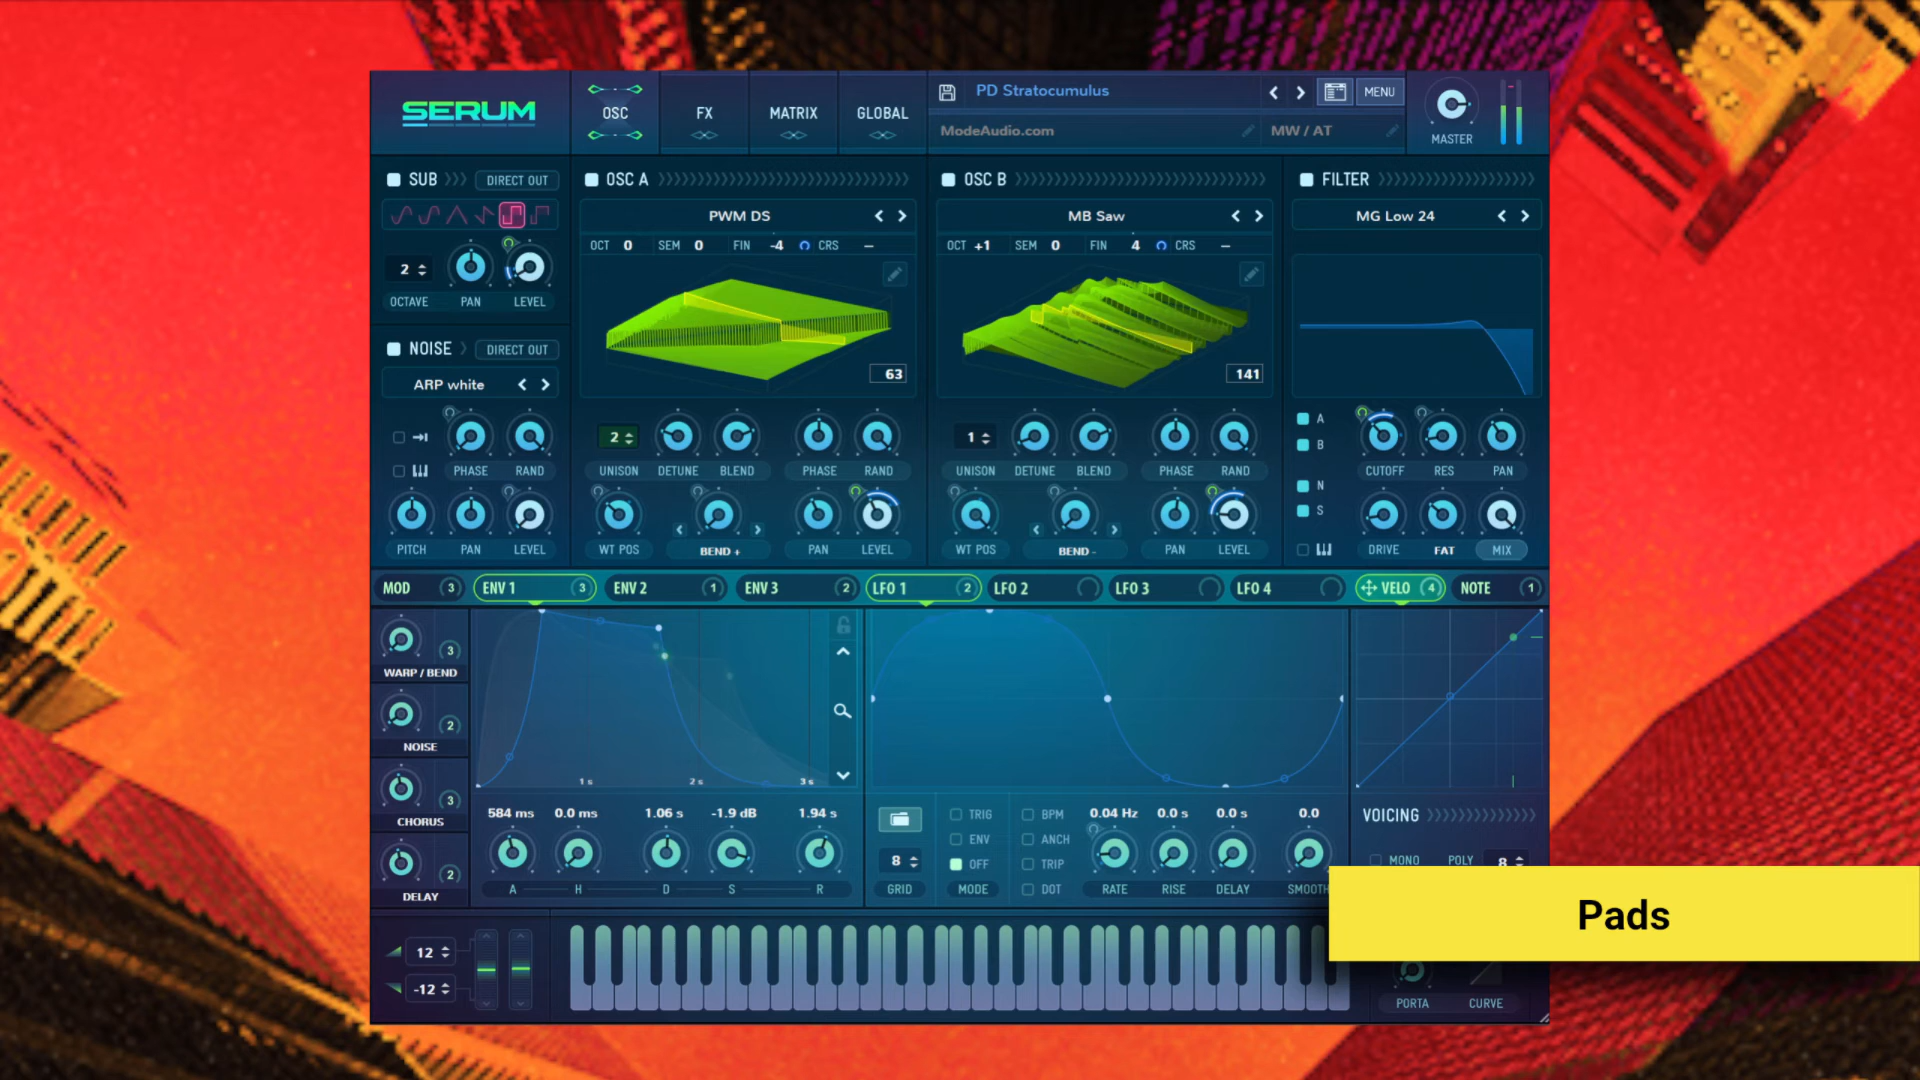 SERUM
OSC
FX
MATRIX
GLOBAL
PD Stratocumulus
MENU
ModeAudio.com
MW / AT
MASTER
SUB
DIRECT OUT
2
OCTAVE
PAN
LEVEL
NOISE
DIRECT OUT
ARP white
PHASE
RAND
PITCH
PAN
LEVEL
OSC A
PWM DS
OCT 0 SEM 0 FIN -4 CRS –
63
2
UNISON DETUNE BLEND PHASE RAND
WT POS BEND + PAN LEVEL
OSC B
MB Saw
OCT +1 SEM 0 FIN 4 CRS –
141
1
UNISON DETUNE BLEND PHASE RAND
WT POS BEND - PAN LEVEL
FILTER
MG Low 24
A
B
N
S
CUTOFF RES PAN
DRIVE FAT MIX
MOD 3
ENV 1 3
ENV 2 1
ENV 3 2
LFO 1 2
LFO 2
LFO 3
LFO 4
VELO 4
NOTE 1
3
WARP / BEND
2
NOISE
3
CHORUS
2
DELAY
1 s 2 s 3 s
584 ms 0.0 ms 1.06 s -1.9 dB 1.94 s
A H D S R
8
GRID
TRIG
ENV
OFF
MODE
BPM
ANCH
TRIP
DOT
0.04 Hz 0.0 s 0.0 s 0.0
RATE RISE DELAY SMOOTH
VOICING
MONO POLY 8
Pads
12
-12
PORTA CURVE